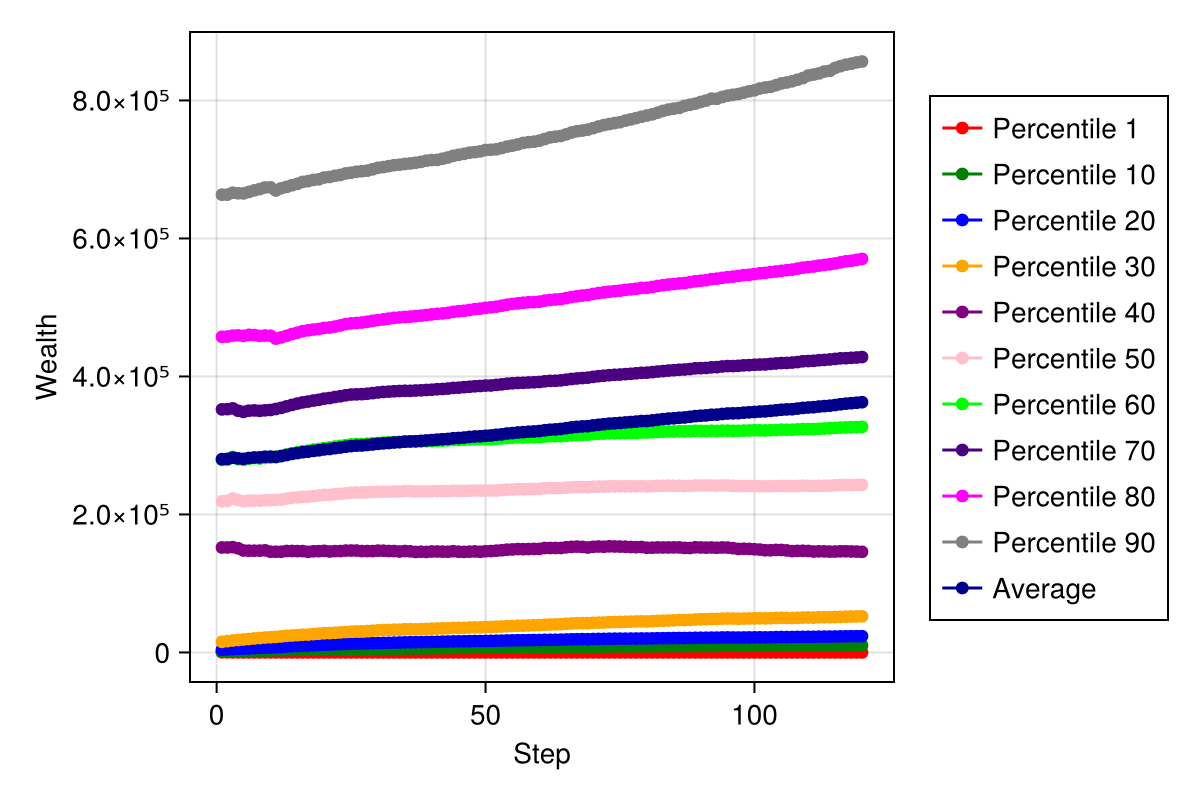 8.0×10⁵
6.0×10⁵
4.0×10⁵
2.0×10⁵
0
Wealth
0 50 100
Step
Percentile 1
Percentile 10
Percentile 20
Percentile 30
Percentile 40
Percentile 50
Percentile 60
Percentile 70
Percentile 80
Percentile 90
Average